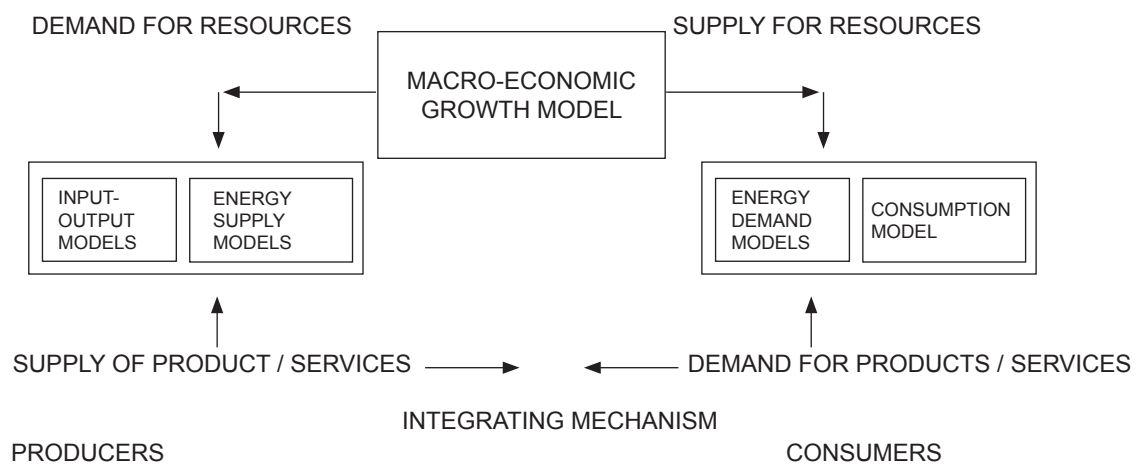 DEMAND FOR RESOURCES
SUPPLY FOR RESOURCES
MACRO-ECONOMIC
GROWTH MODEL
INPUT-
OUTPUT
MODELS
ENERGY
SUPPLY
MODELS
ENERGY
DEMAND
MODELS
CONSUMPTION
MODEL
SUPPLY OF PRODUCT / SERVICES
DEMAND FOR PRODUCTS / SERVICES
INTEGRATING MECHANISM
PRODUCERS
CONSUMERS